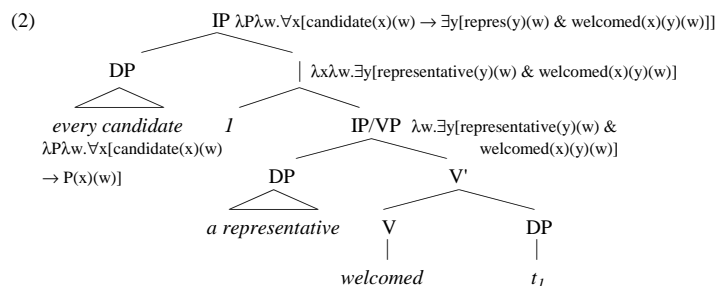 (2) IP λPλw.∀x[candidate(x)(w) → ∃y[repres(y)(w) & welcomed(x)(y)(w)]]
DP | λxλw.∃y[representative(y)(w) & welcomed(x)(y)(w)]
every candidate 1 IP/VP λw.∃y[representative(y)(w) &
λPλw.∀x[candidate(x)(w) welcomed(x)(y)(w)]
→ P(x)(w)] DP V'
a representative V DP
welcomed t1